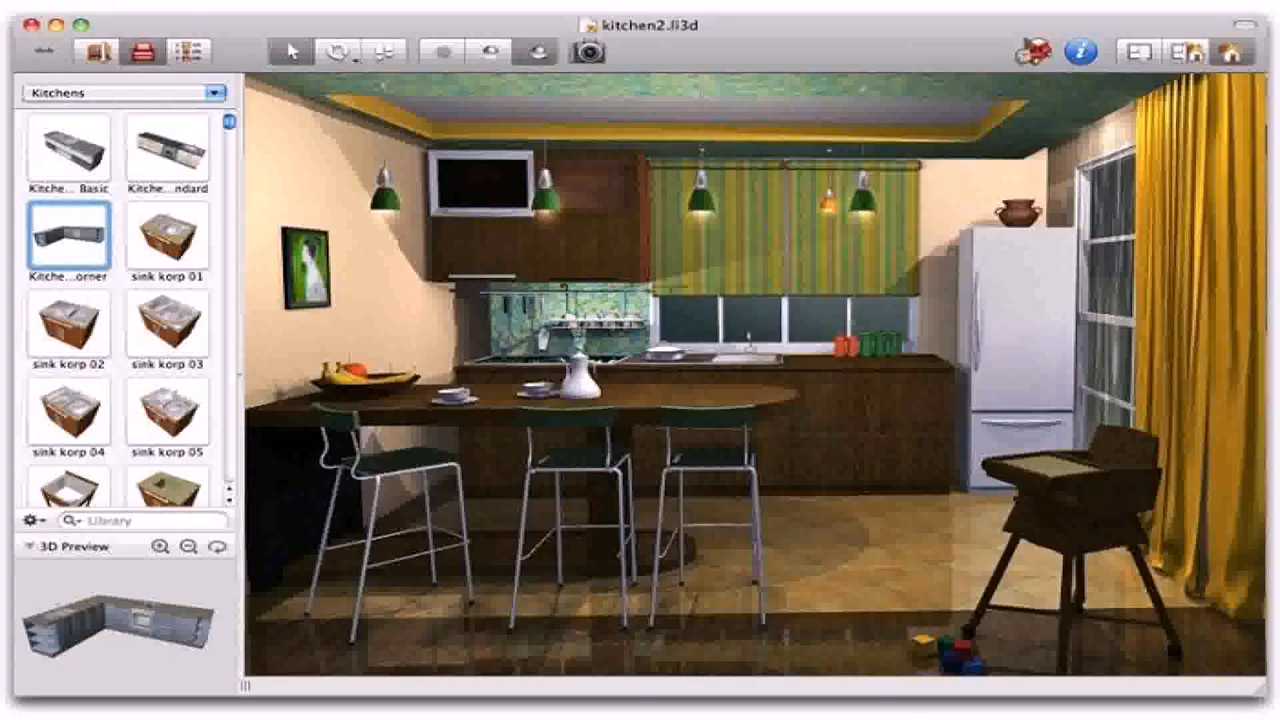 kitchen2.li3d
Kitchens
Kitche... Basic
Kitche...ndard
Kitche...orner
sink korp 01
sink korp 02
sink korp 03
sink korp 04
sink korp 05
Library
3D Preview